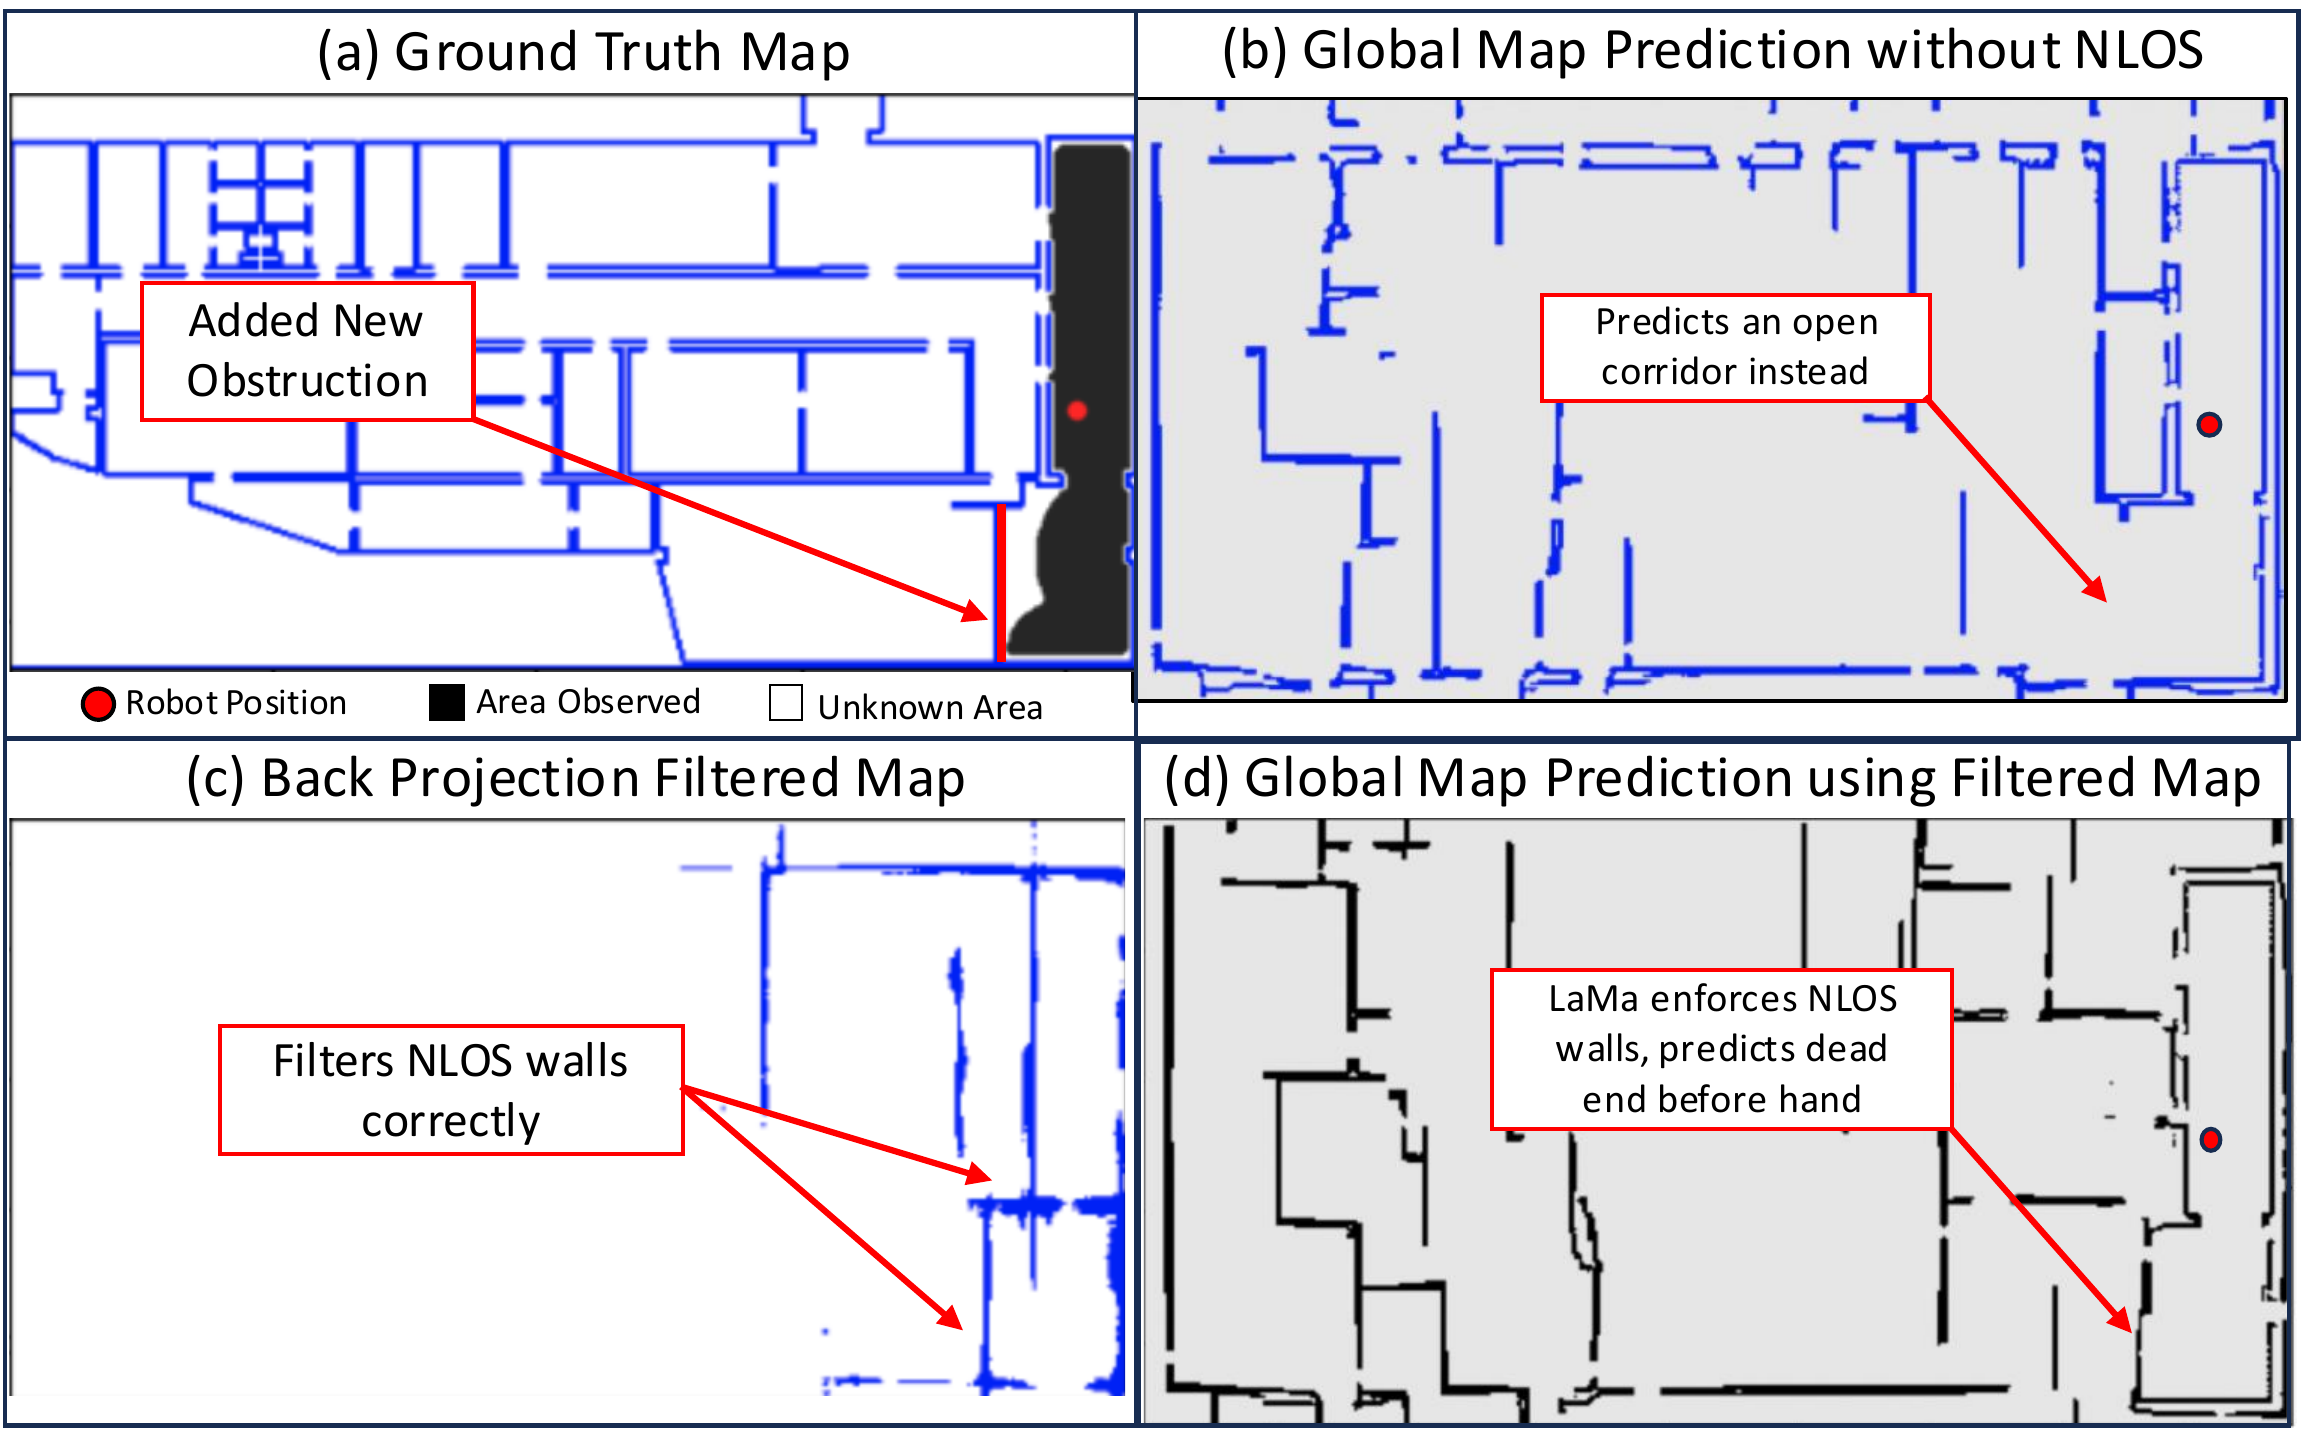 (a) Ground Truth Map
Added New
Obstruction
Robot Position
Area Observed
Unknown Area
(b) Global Map Prediction without NLOS
Predicts an open
corridor instead
(c) Back Projection Filtered Map
Filters NLOS walls
correctly
(d) Global Map Prediction using Filtered Map
LaMa enforces NLOS
walls, predicts dead
end before hand